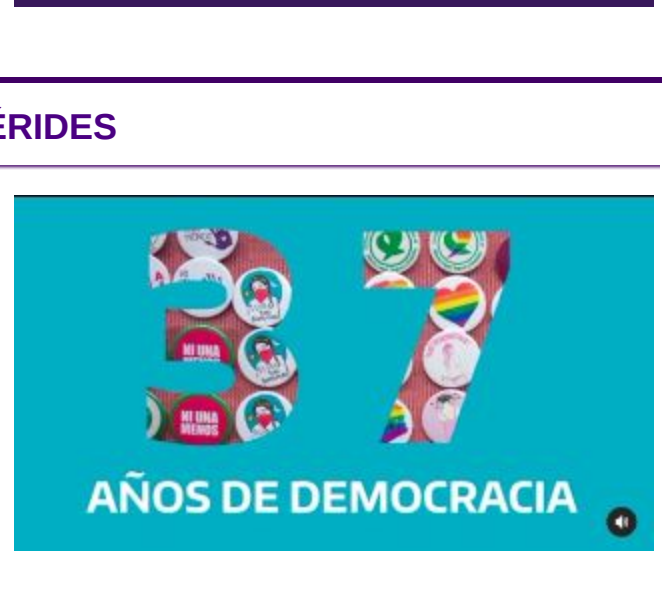 ÉRIDES
37
NI UNA
NI UNA
MENOS
AÑOS DE DEMOCRACIA